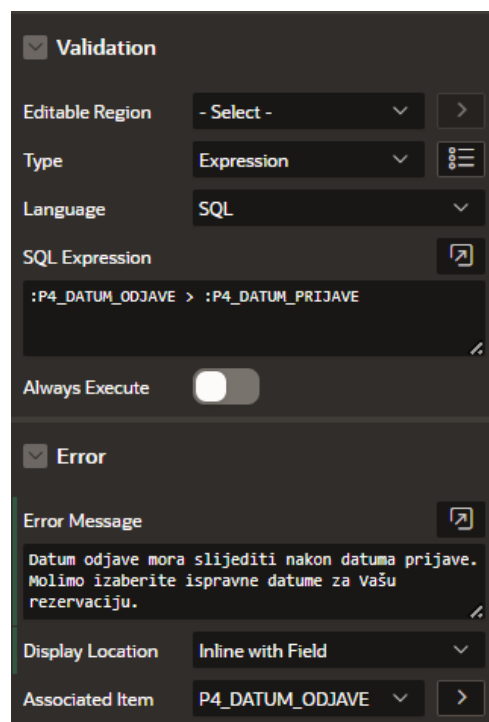 Validation
Editable Region - Select -
Type Expression
Language SQL
SQL Expression
:P4_DATUM_ODJAVE > :P4_DATUM_PRIJAVE
Always Execute
Error
Error Message
Datum odjave mora slijediti nakon datuma prijave.
Molimo izaberite ispravne datume za Vašu
rezervaciju.
Display Location Inline with Field
Associated Item P4_DATUM_ODJAVE